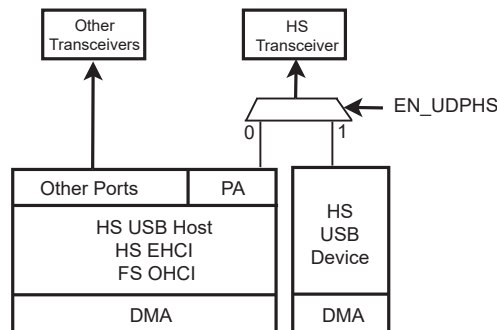 Other
Transceivers
HS
Transceiver
EN_UDPHS
0
1
Other Ports
PA
HS USB Host
HS EHCI
FS OHCI
DMA
HS
USB
Device
DMA